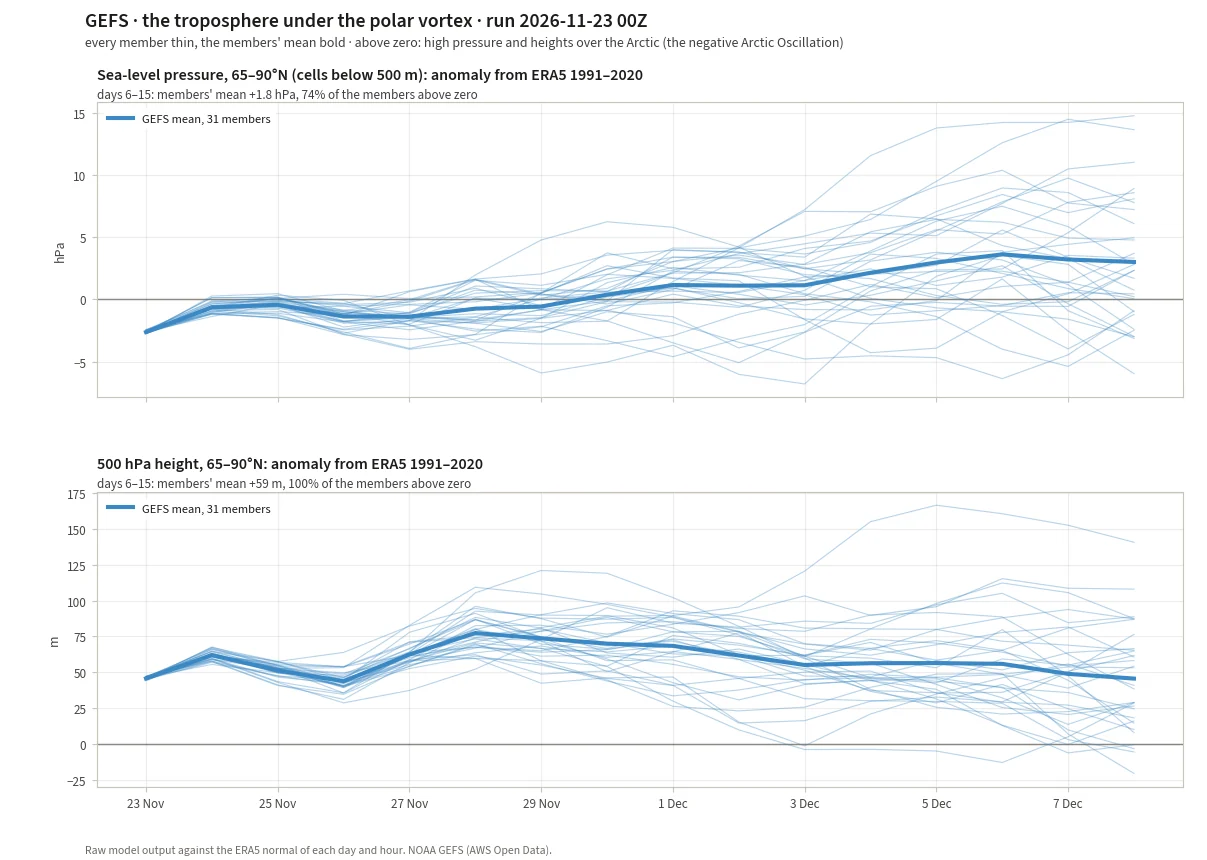 GEFS · the troposphere under the polar vortex · run 2026-11-23 00Z
every member thin, the members' mean bold · above zero: high pressure and heights over the Arctic (the negative Arctic Oscillation)
Sea-level pressure, 65–90°N (cells below 500 m): anomaly from ERA5 1991–2020
days 6–15: members' mean +1.8 hPa, 74% of the members above zero
GEFS mean, 31 members
15
10
5
0
−5
hPa
500 hPa height, 65–90°N: anomaly from ERA5 1991–2020
days 6–15: members' mean +59 m, 100% of the members above zero
GEFS mean, 31 members
175
150
125
100
75
50
25
0
−25
m
23 Nov 25 Nov 27 Nov 29 Nov 1 Dec 3 Dec 5 Dec 7 Dec
Raw model output against the ERA5 normal of each day and hour. NOAA GEFS (AWS Open Data).